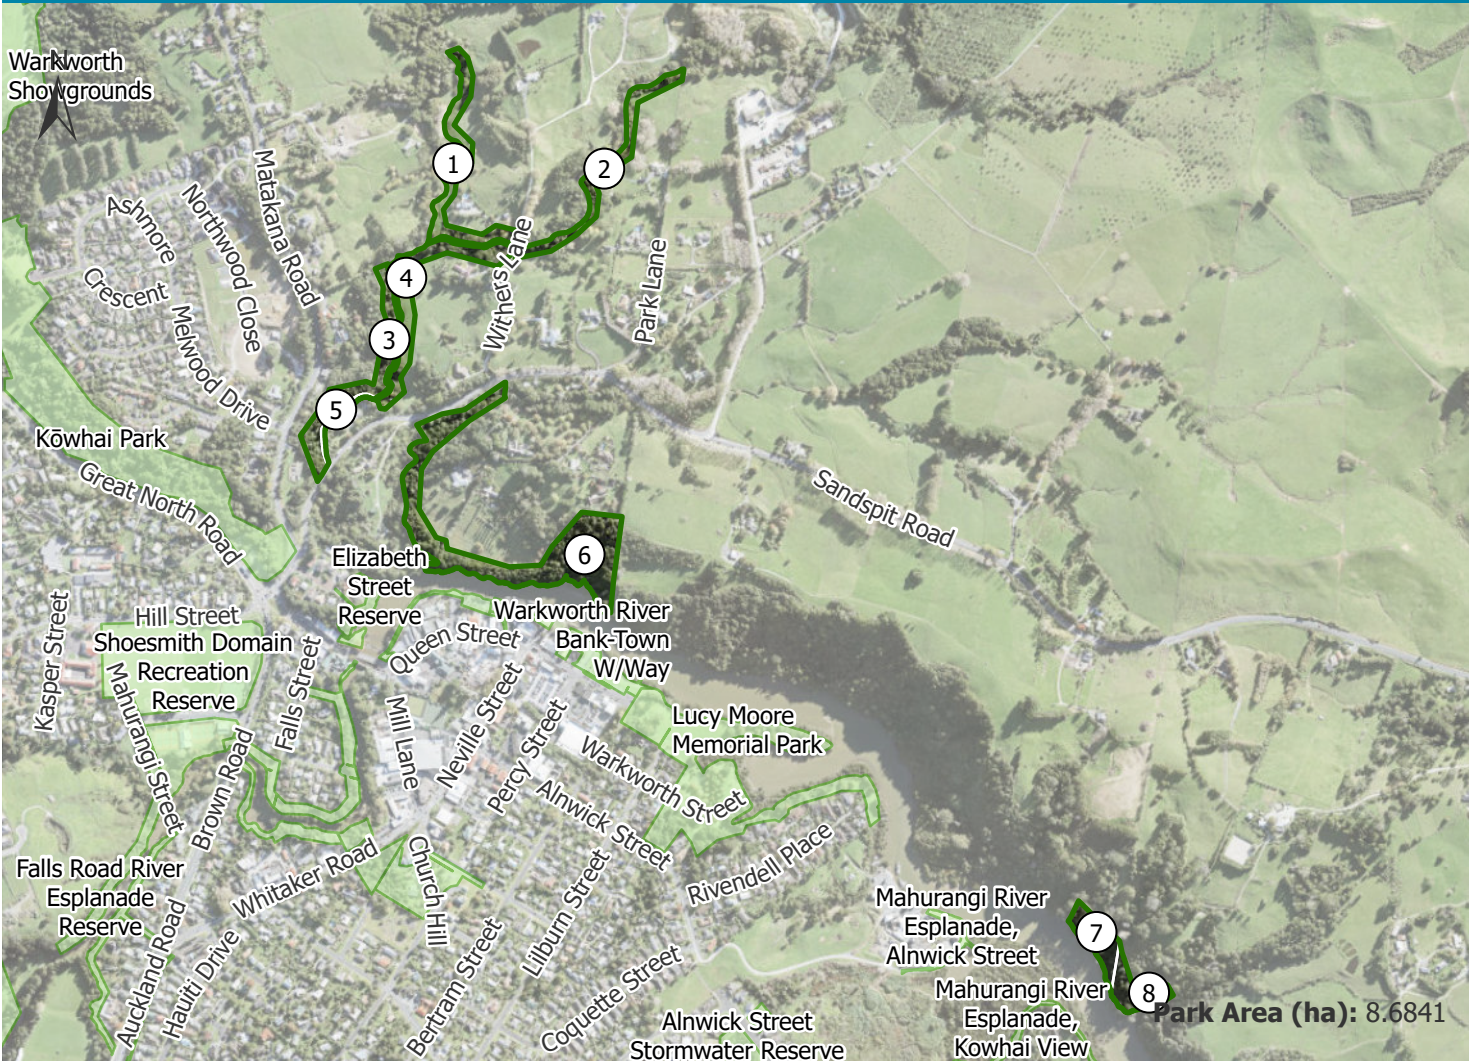 Warkworth
Showgrounds
N
1
2
Matakana Road
Northwood Close
Ashmore
Crescent
Melwood Drive
Withers Lane
Park Lane
4
3
5
Kōwhai Park
Great North Road
Sandspit Road
6
Elizabeth
Street
Reserve
Hill Street
Kasper Street
Shoesmith Domain
Recreation
Reserve
Queen Street
Warkworth River
Bank-Town
W/Way
Mahurangi Street
Falls Street
Mill Lane
Neville Street
Percy Street
Lucy Moore
Memorial Park
Warkworth Street
Alnwick Street
Brown Road
Rivendell Place
Falls Road River
Esplanade
Reserve
Whitaker Road
Church Hill
Lilburn Street
Bertram Street
Auckland Road
Hauiti Drive
Coquette Street
Mahurangi River
Esplanade,
Alnwick Street
7
8
Mahurangi River
Esplanade,
Kowhai View
Park Area (ha): 8.6841
Alnwick Street
Stormwater Reserve